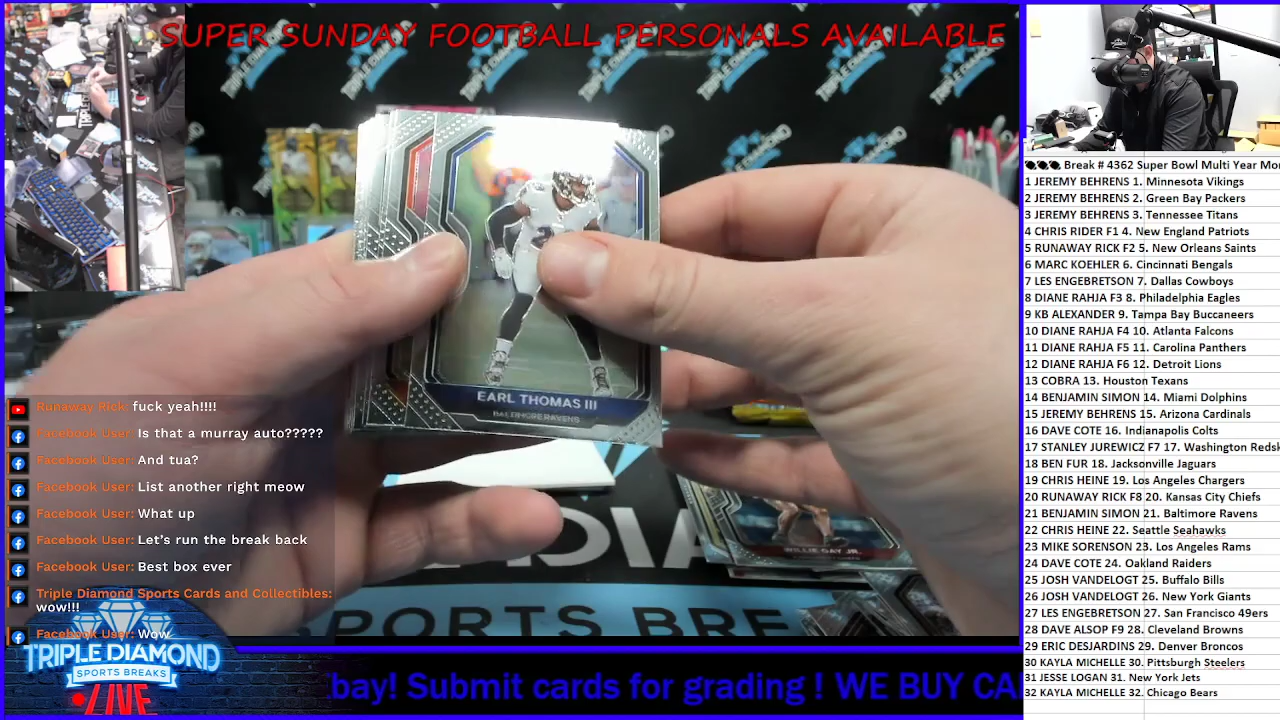 SUPER SUNDAY FOOTBALL PERSONALS AVAILABLE
EARL THOMAS III
BALTIMORE RAVENS
WILLIE GAY JR.
SPORTS BRE
Runaway Rick: fuck yeah!!!!
Facebook User: Is that a murray auto?????
Facebook User: And tua?
Facebook User: List another right meow
Facebook User: What up
Facebook User: Let's run the break back
Facebook User: Best box ever
Triple Diamond Sports Cards and Collectibles:
wow!!!
Facebook User: Wow
TRIPLE DIAMOND
SPORTS BREAKS
LIVE
bay! Submit cards for grading ! WE BUY CA
Break # 4362 Super Bowl Multi Year Mo
1 JEREMY BEHRENS 1. Minnesota Vikings
2 JEREMY BEHRENS 2. Green Bay Packers
3 JEREMY BEHRENS 3. Tennessee Titans
4 CHRIS RIDER F1 4. New England Patriots
5 RUNAWAY RICK F2 5. New Orleans Saints
6 MARC KOEHLER 6. Cincinnati Bengals
7 LES ENGEBRETSON 7. Dallas Cowboys
8 DIANE RAHJA F3 8. Philadelphia Eagles
9 KB ALEXANDER 9. Tampa Bay Buccaneers
10 DIANE RAHJA F4 10. Atlanta Falcons
11 DIANE RAHJA F5 11. Carolina Panthers
12 DIANE RAHJA F6 12. Detroit Lions
13 COBRA 13. Houston Texans
14 BENJAMIN SIMON 14. Miami Dolphins
15 JEREMY BEHRENS 15. Arizona Cardinals
16 DAVE COTE 16. Indianapolis Colts
17 STANLEY JUREWICZ F7 17. Washington Redsk
18 BEN FUR 18. Jacksonville Jaguars
19 CHRIS HEINE 19. Los Angeles Chargers
20 RUNAWAY RICK F8 20. Kansas City Chiefs
21 BENJAMIN SIMON 21. Baltimore Ravens
22 CHRIS HEINE 22. Seattle Seahawks
23 MIKE SORENSON 23. Los Angeles Rams
24 DAVE COTE 24. Oakland Raiders
25 JOSH VANDELOGT 25. Buffalo Bills
26 JOSH VANDELOGT 26. New York Giants
27 LES ENGEBRETSON 27. San Francisco 49ers
28 DAVE ALSOP F9 28. Cleveland Browns
29 ERIC DEBLOIS 29. Denver Broncos
30 KAYLA MICHELLE 30. Pittsburgh Steelers
31 JESSE LOGAN 31. New York Jets
32 KAYLA MICHELLE 32. Chicago Bears